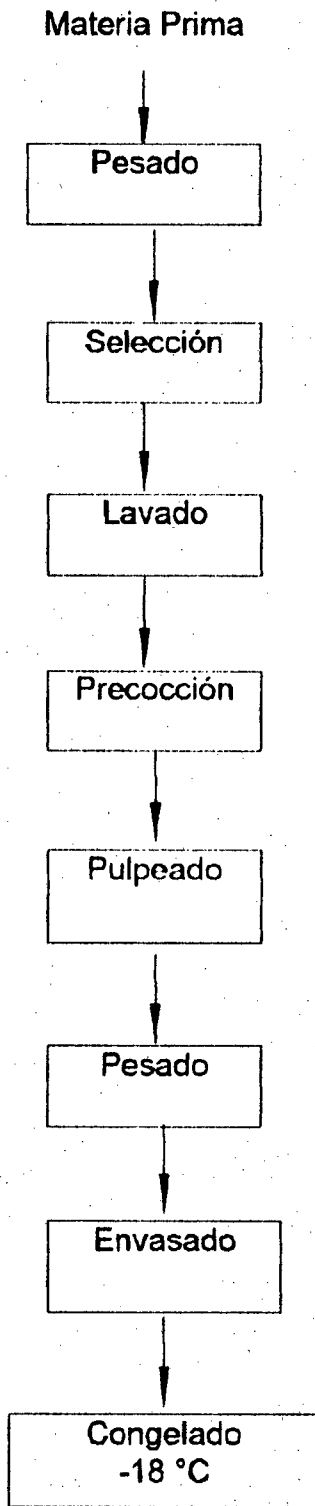 Materia Prima
Pesado
Selección
Lavado
Precocción
Pulpeado
Pesado
Envasado
Congelado
-18 °C